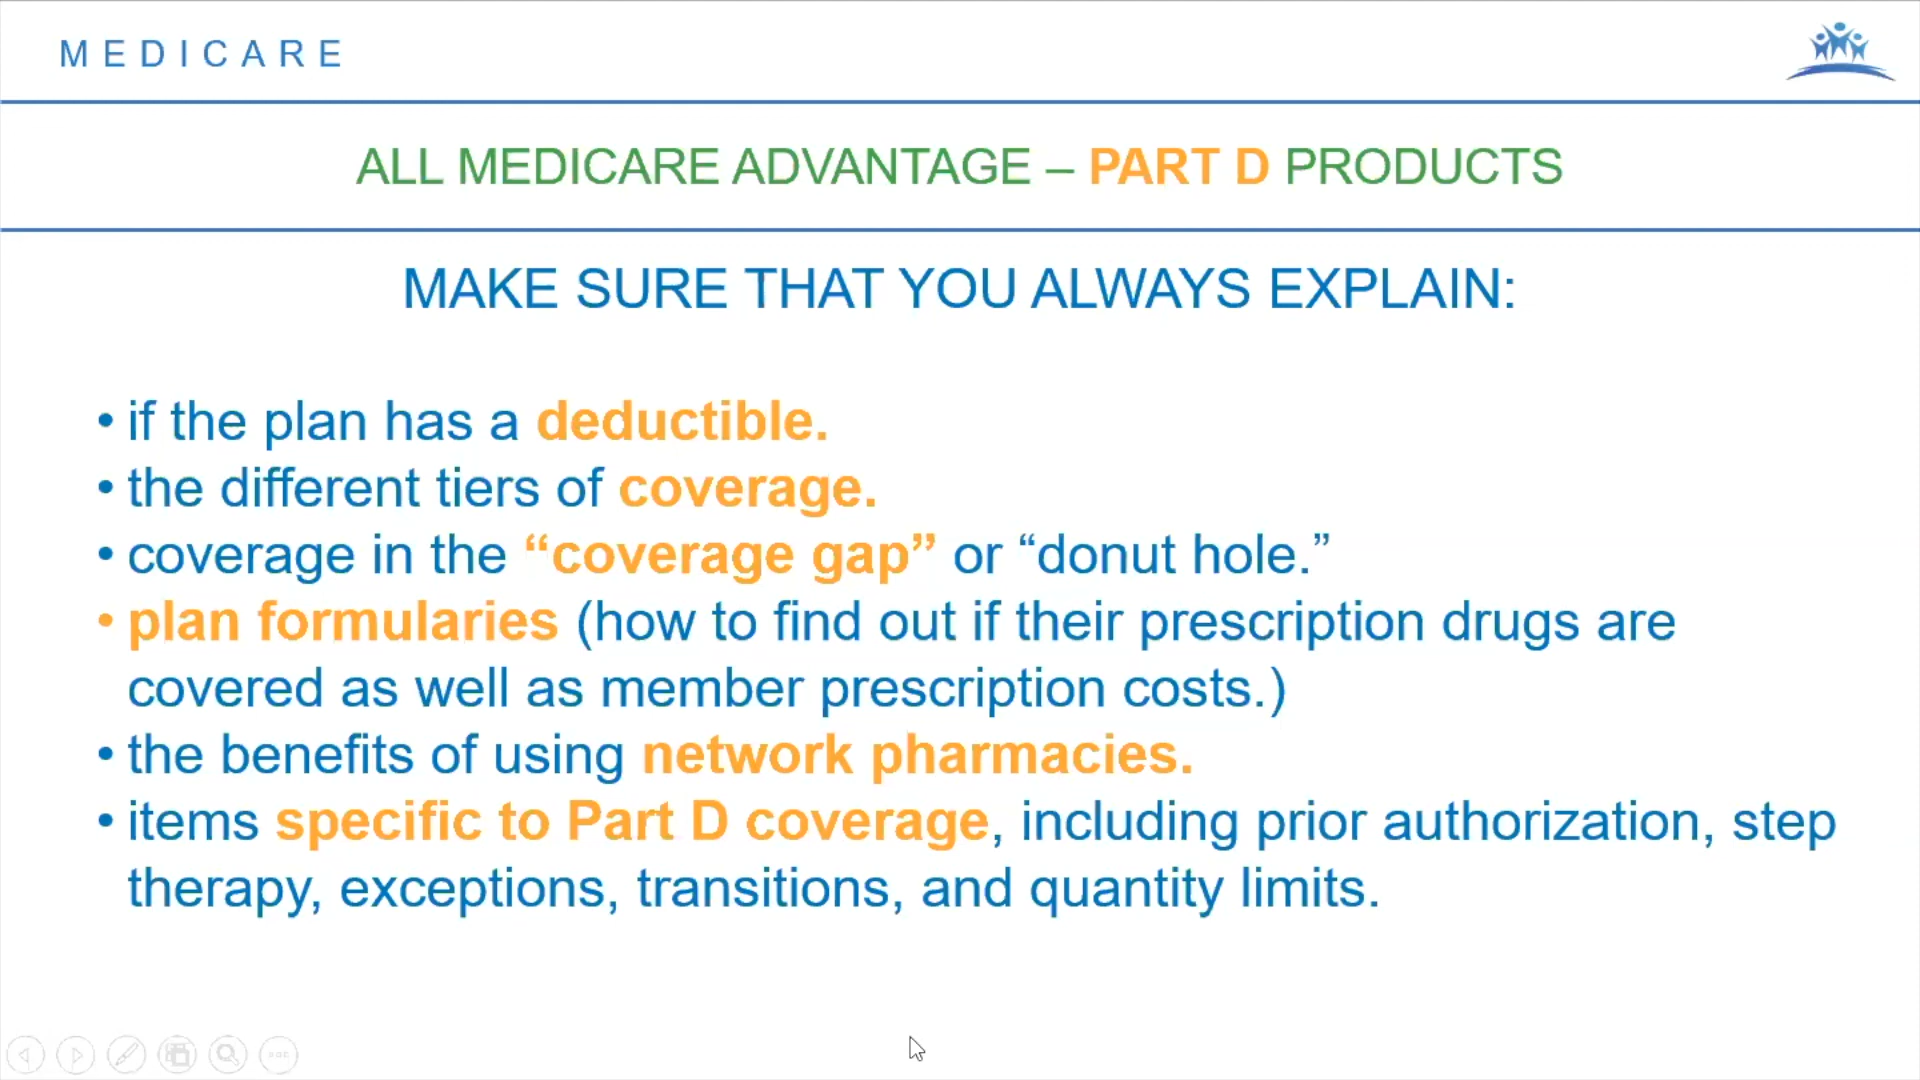 MEDICARE
ALL MEDICARE ADVANTAGE – PART D PRODUCTS
MAKE SURE THAT YOU ALWAYS EXPLAIN:
• if the plan has a deductible.
• the different tiers of coverage.
• coverage in the “coverage gap” or “donut hole.”
• plan formularies (how to find out if their prescription drugs are
covered as well as member prescription costs.)
• the benefits of using network pharmacies.
• items specific to Part D coverage, including prior authorization, step
therapy, exceptions, transitions, and quantity limits.